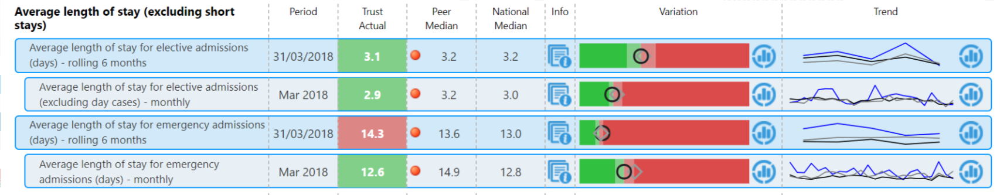 Average length of stay (excluding short stays)
Period
Trust Actual
Peer Median
National Median
Info
Variation
Trend
Average length of stay for elective admissions
(days) - rolling 6 months
31/03/2018
3.1
3.2
3.2
Average length of stay for elective admissions
(excluding day cases) - monthly
Mar 2018
2.9
3.2
3.0
Average length of stay for emergency admissions
(days) - rolling 6 months
31/03/2018
14.3
13.6
13.0
Average length of stay for emergency
admissions (days) - monthly
Mar 2018
12.6
14.9
12.8